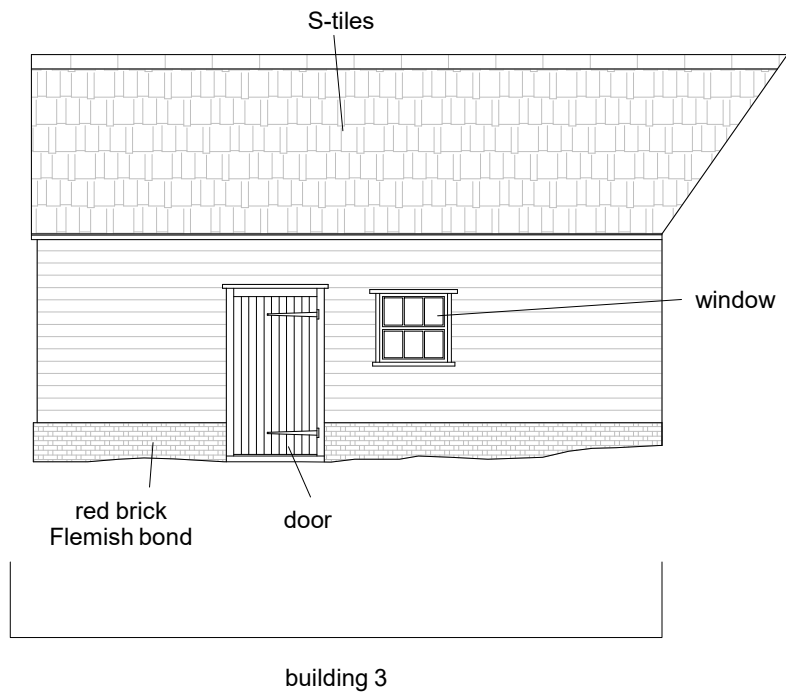 S-tiles
window
red brick
Flemish bond
door
building 3